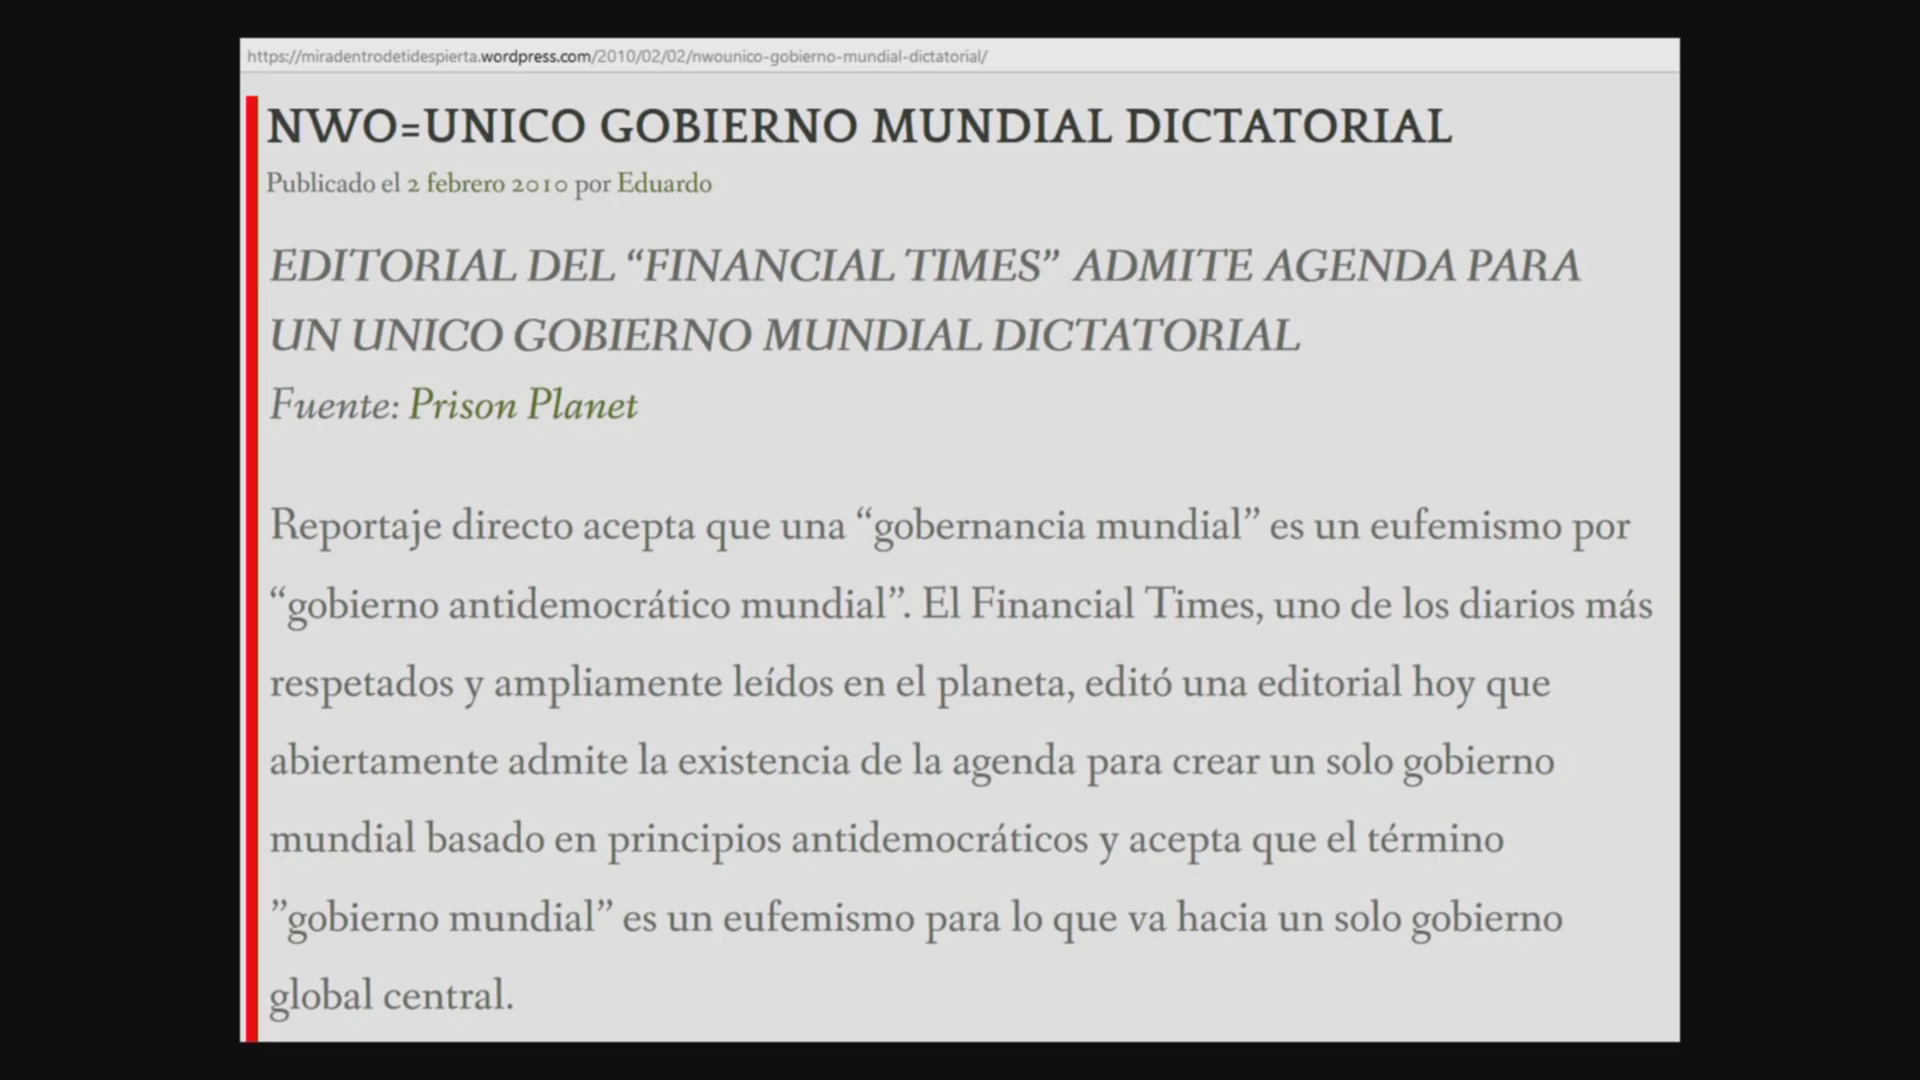 https://miradentrodetidespierta.wordpress.com/2010/02/02/nwounico-gobierno-mundial-dictatorial/
NWO=UNICO GOBIERNO MUNDIAL DICTATORIAL
Publicado el 2 febrero 2010 por Eduardo
EDITORIAL DEL “FINANCIAL TIMES” ADMITE AGENDA PARA
UN UNICO GOBIERNO MUNDIAL DICTATORIAL
Fuente: Prison Planet
Reportaje directo acepta que una “gobernancia mundial” es un eufemismo por
“gobierno antidemocrático mundial”. El Financial Times, uno de los diarios más
respetados y ampliamente leídos en el planeta, editó una editorial hoy que
abiertamente admite la existencia de la agenda para crear un solo gobierno
mundial basado en principios antidemocráticos y acepta que el término
”gobierno mundial” es un eufemismo para lo que va hacia un solo gobierno
global central.